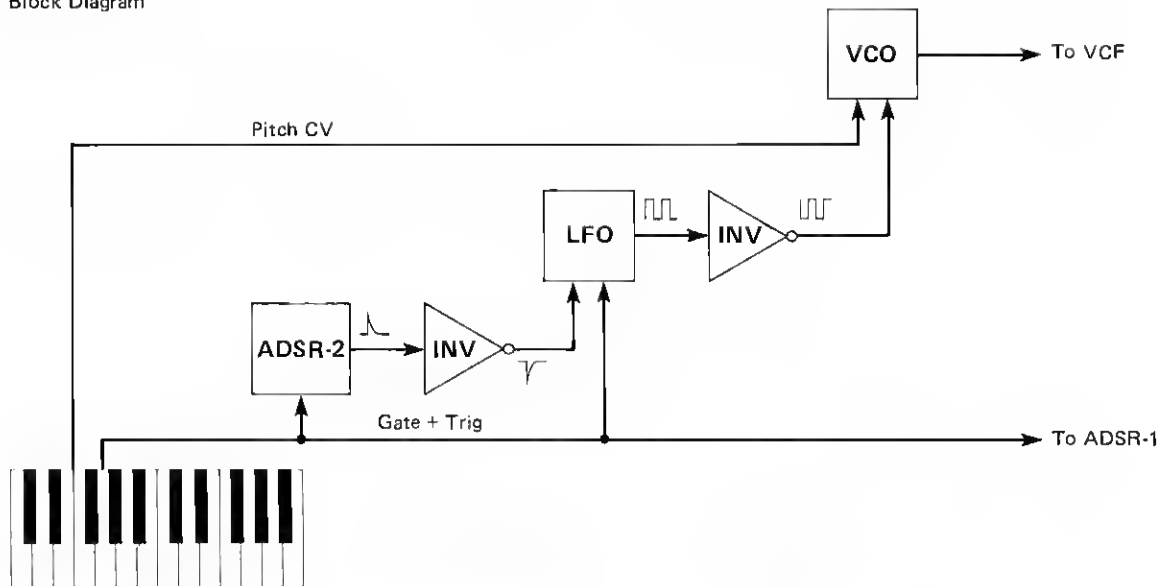 Block Diagram
VCO
To VCF
Pitch CV
LFO
INV
ADSR-2
INV
Gate + Trig
To ADSR-1